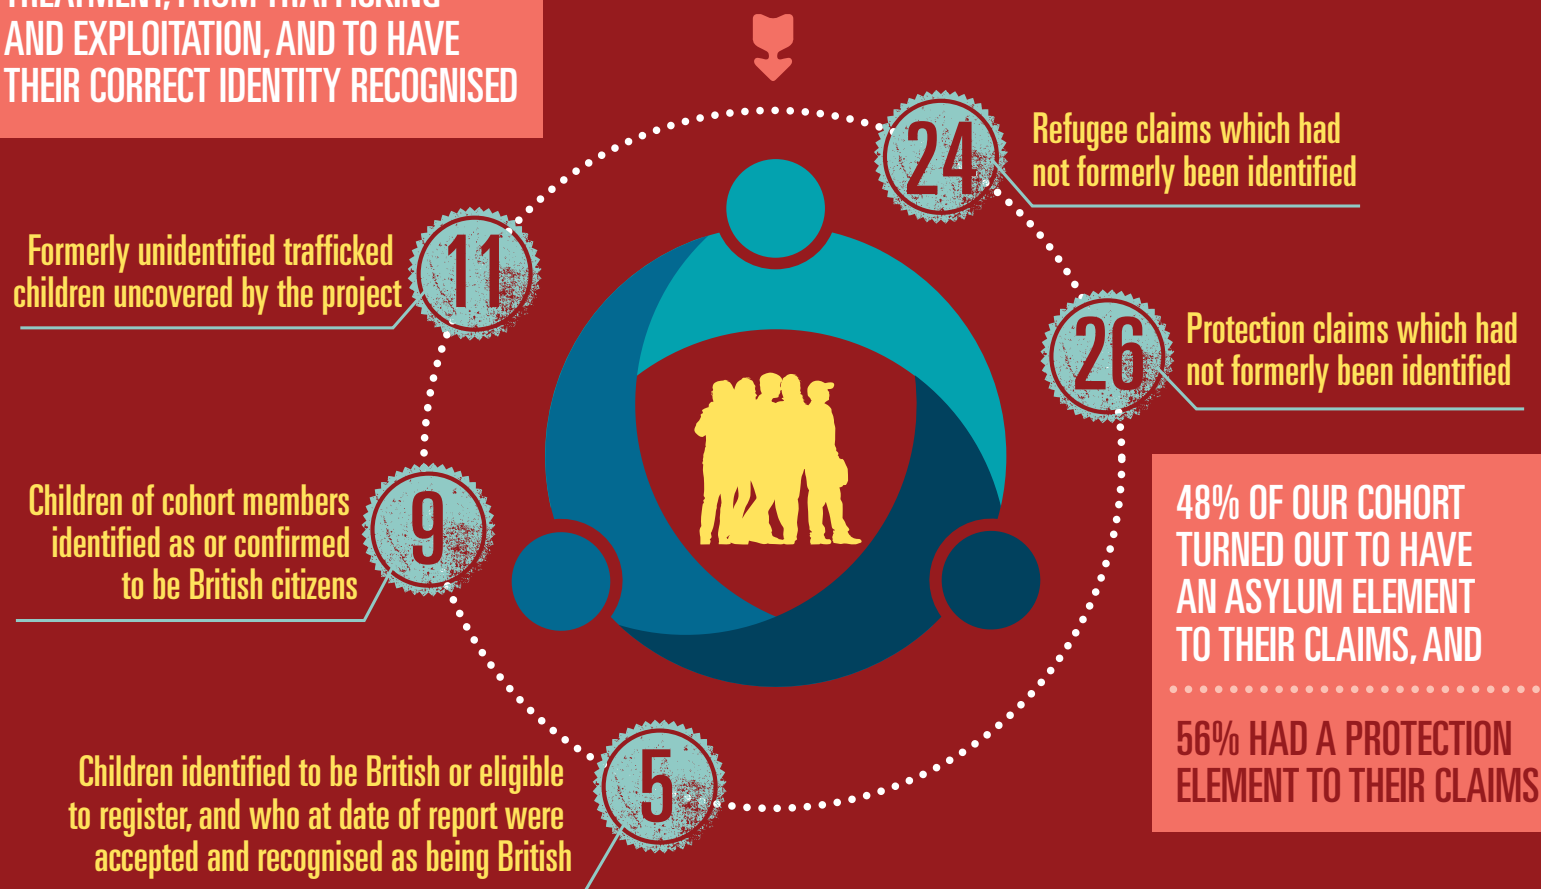 TREATMENT, FROM TRAFFICKING
AND EXPLOITATION, AND TO HAVE
THEIR CORRECT IDENTITY RECOGNISED
24
Refugee claims which had
not formerly been identified
11
Formerly unidentified trafficked
children uncovered by the project
26
Protection claims which had
not formerly been identified
9
Children of cohort members
identified as or confirmed
to be British citizens
48% OF OUR COHORT
TURNED OUT TO HAVE
AN ASYLUM ELEMENT
TO THEIR CLAIMS, AND
56% HAD A PROTECTION
ELEMENT TO THEIR CLAIMS
5
Children identified to be British or eligible
to register, and who at date of report were
accepted and recognised as being British